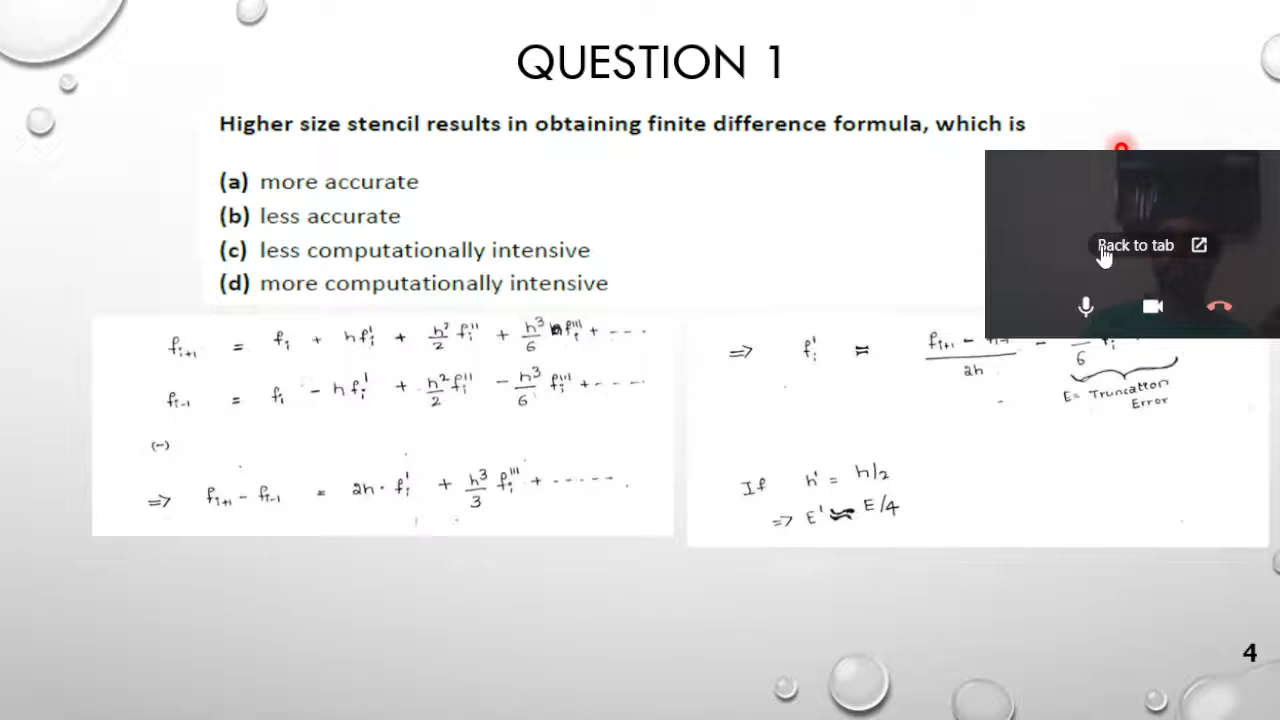 QUESTION 1
Higher size stencil results in obtaining finite difference formula, which is
(a) more accurate
(b) less accurate
(c) less computationally intensive
(d) more computationally intensive
Back to tab
f_{i+1} = f_i + hf_i' + h²/2 f_i'' + h³/6 f_i''' + ---.
f_{i-1} = f_i - hf_i' + h²/2 f_i'' - h³/6 f_i''' + ----
(-)
=> f_{i+1} - f_{i-1} = 2h · f_i' + h³/3 f_i''' + -----.
=> f_i' = f_{i+1} - / 2h - / 6
E = Truncation
Error
If h' = h/2
=> E' ≈ E/4
4